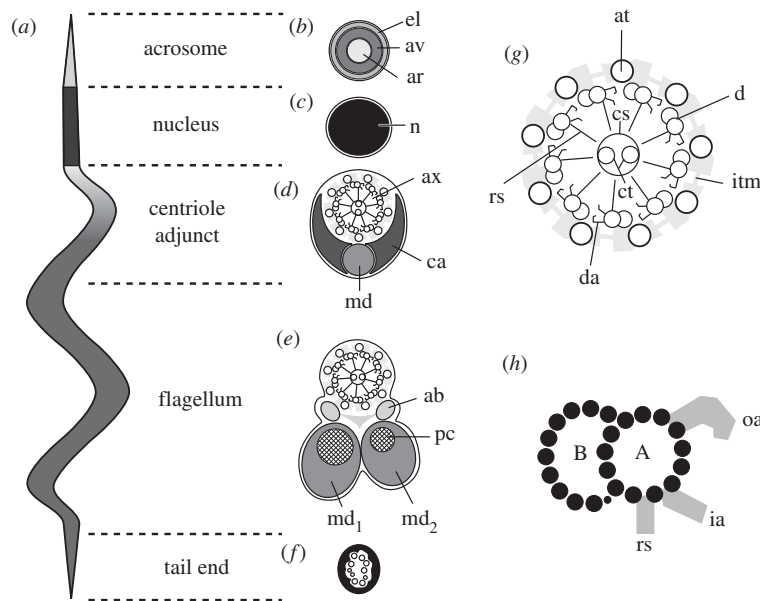 (a)
acrosome
nucleus
centriole
adjunct
flagellum
tail end
(b)
el
av
ar
(c)
n
(d)
ax
ca
md
(e)
ab
pc
md1
md2
(f)
(g)
at
d
cs
rs
ct
itm
da
(h)
oa
B
A
ia
rs